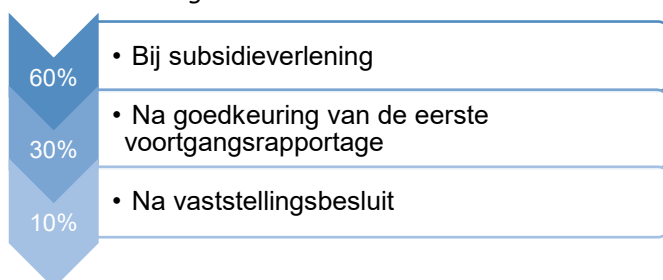 60%
• Bij subsidieverlening
30%
• Na goedkeuring van de eerste
voortgangsrapportage
10%
• Na vaststellingsbesluit